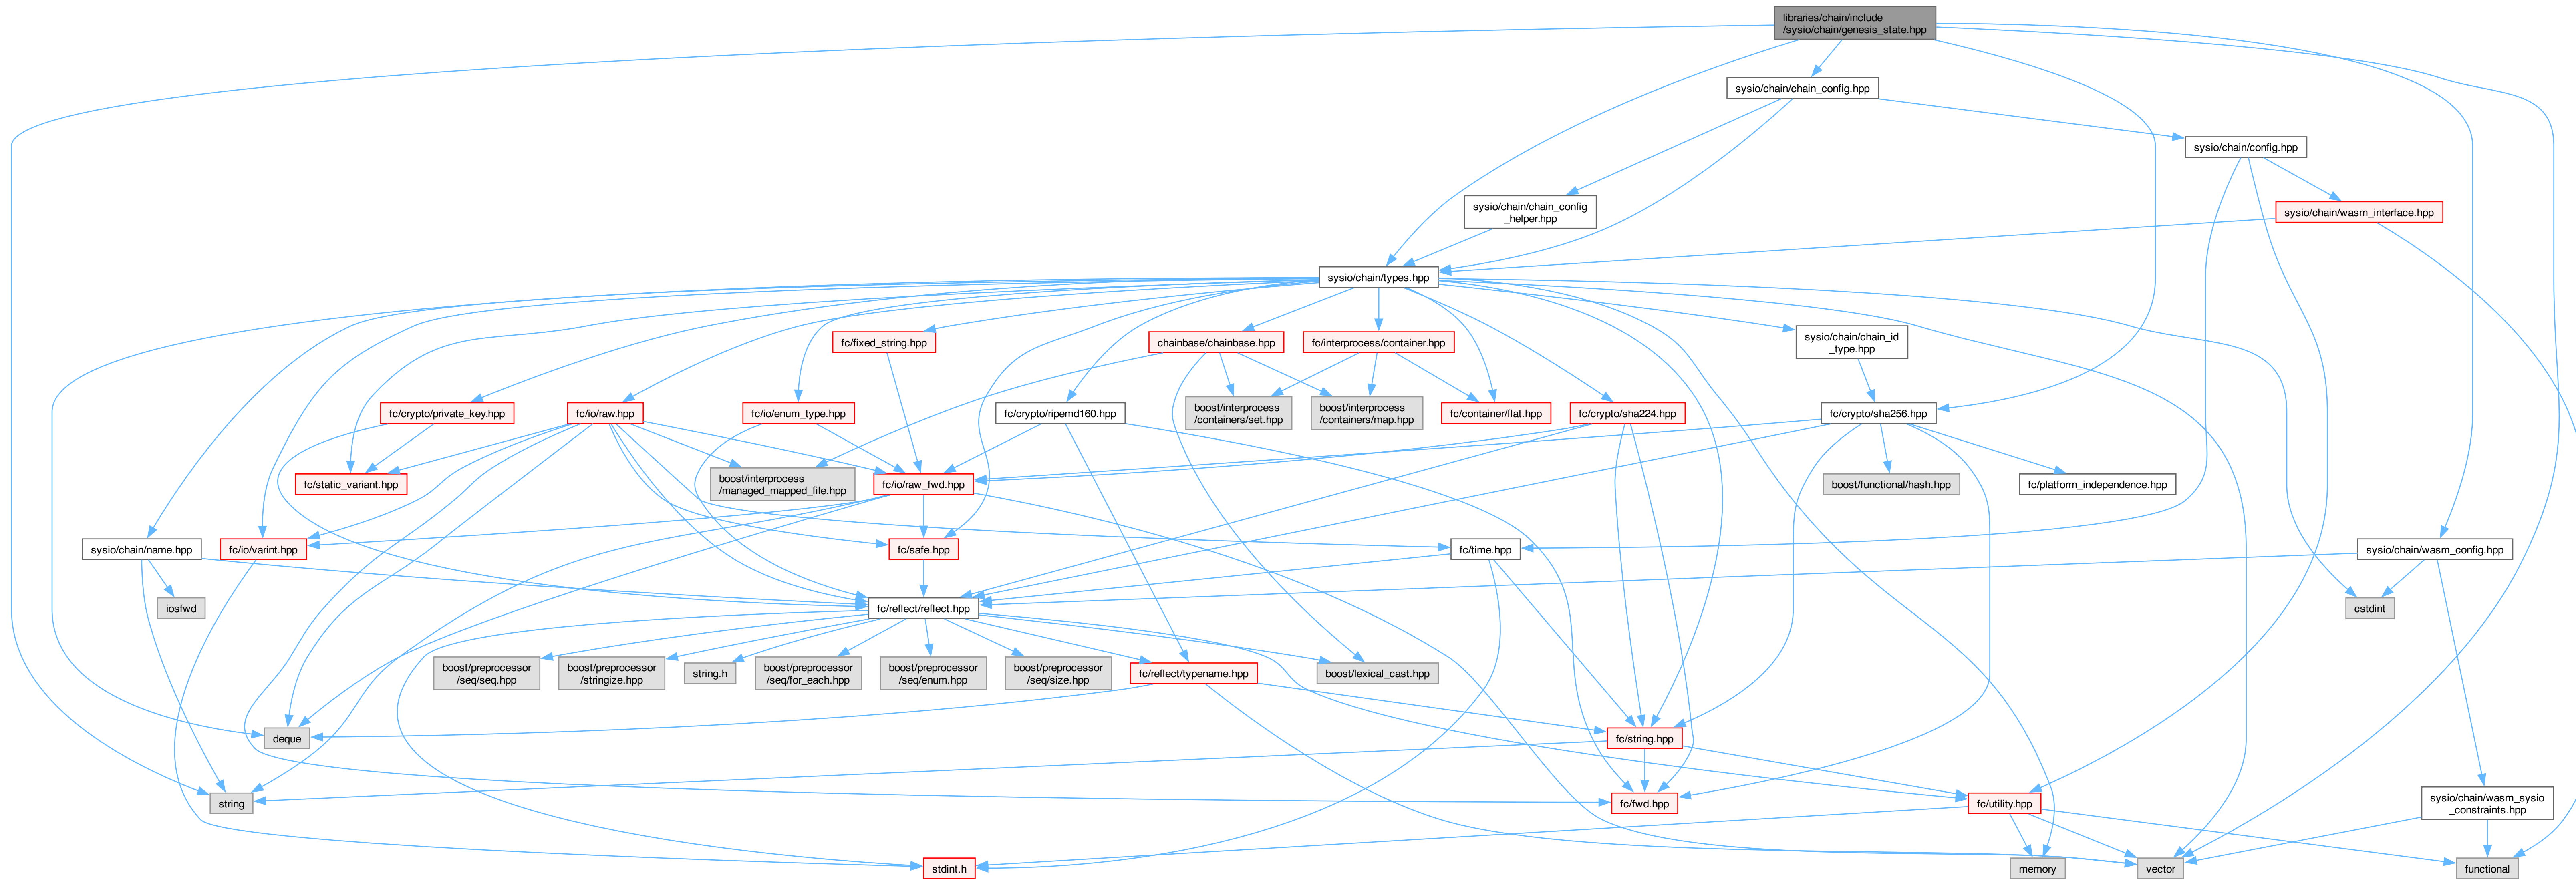 libraries/chain/include
/sysio/chain/genesis_state.hpp
sysio/chain/chain_config.hpp
sysio/chain/config.hpp
sysio/chain/chain_config
_helper.hpp
sysio/chain/wasm_interface.hpp
sysio/chain/types.hpp
fc/fixed_string.hpp
chainbase/chainbase.hpp
fc/interprocess/container.hpp
sysio/chain/chain_id
_type.hpp
fc/crypto/private_key.hpp
fc/io/raw.hpp
fc/io/enum_type.hpp
fc/crypto/ripemd160.hpp
boost/interprocess
/containers/set.hpp
boost/interprocess
/containers/map.hpp
fc/container/flat.hpp
fc/crypto/sha224.hpp
fc/crypto/sha256.hpp
fc/static_variant.hpp
boost/interprocess
/managed_mapped_file.hpp
fc/io/raw_fwd.hpp
boost/functional/hash.hpp
fc/platform_independence.hpp
sysio/chain/name.hpp
fc/io/varint.hpp
fc/safe.hpp
fc/time.hpp
sysio/chain/wasm_config.hpp
iosfwd
fc/reflect/reflect.hpp
cstdint
boost/preprocessor
/seq/seq.hpp
boost/preprocessor
/stringize.hpp
string.h
boost/preprocessor
/seq/for_each.hpp
boost/preprocessor
/seq/enum.hpp
boost/preprocessor
/seq/size.hpp
fc/reflect/typename.hpp
boost/lexical_cast.hpp
deque
fc/string.hpp
string
fc/fwd.hpp
fc/utility.hpp
sysio/chain/wasm_sysio
_constraints.hpp
stdint.h
memory
vector
functional